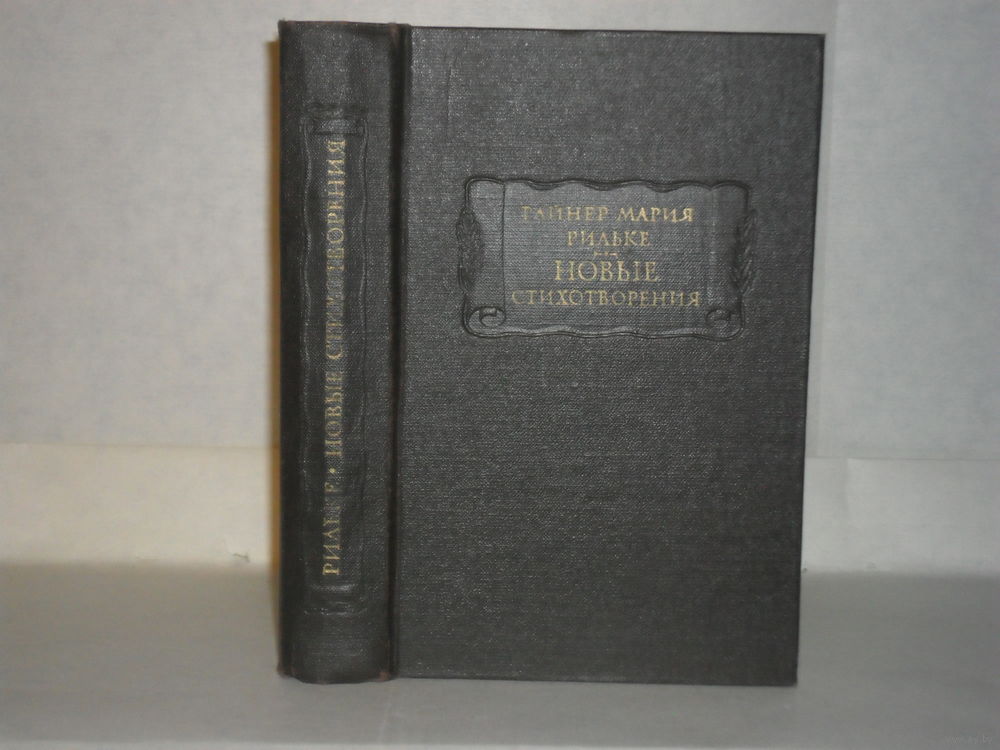 РИЛЬКЕ • НОВЫЕ СТИХОТВОРЕНИЯ
РАЙНЕР МАРИЯ
РИЛЬКЕ
НОВЫЕ
СТИХОТВОРЕНИЯ